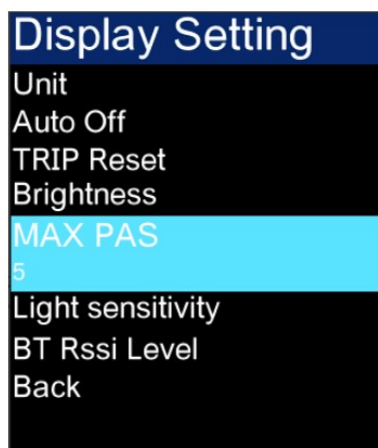 Display Setting
Unit
Auto Off
TRIP Reset
Brightness
MAX PAS
5
Light sensitivity
BT Rssi Level
Back